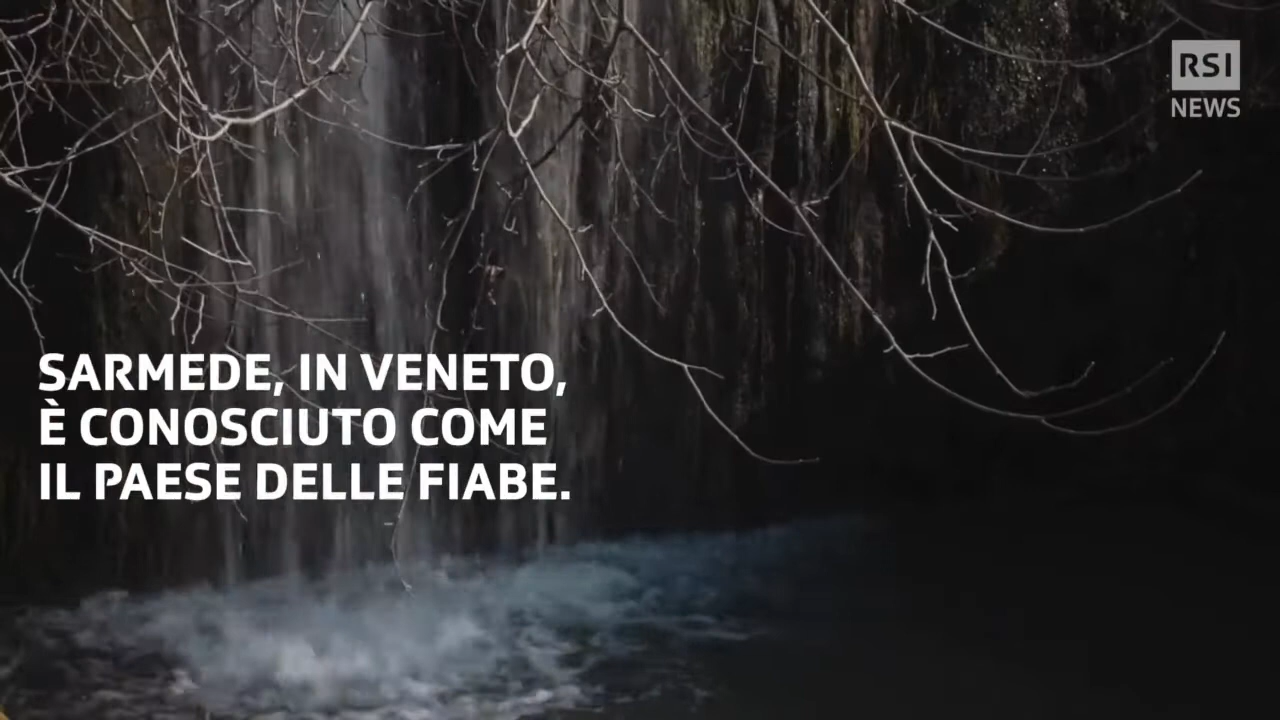 RSI
NEWS
SARMEDE, IN VENETO,
È CONOSCIUTO COME
IL PAESE DELLE FIABE.